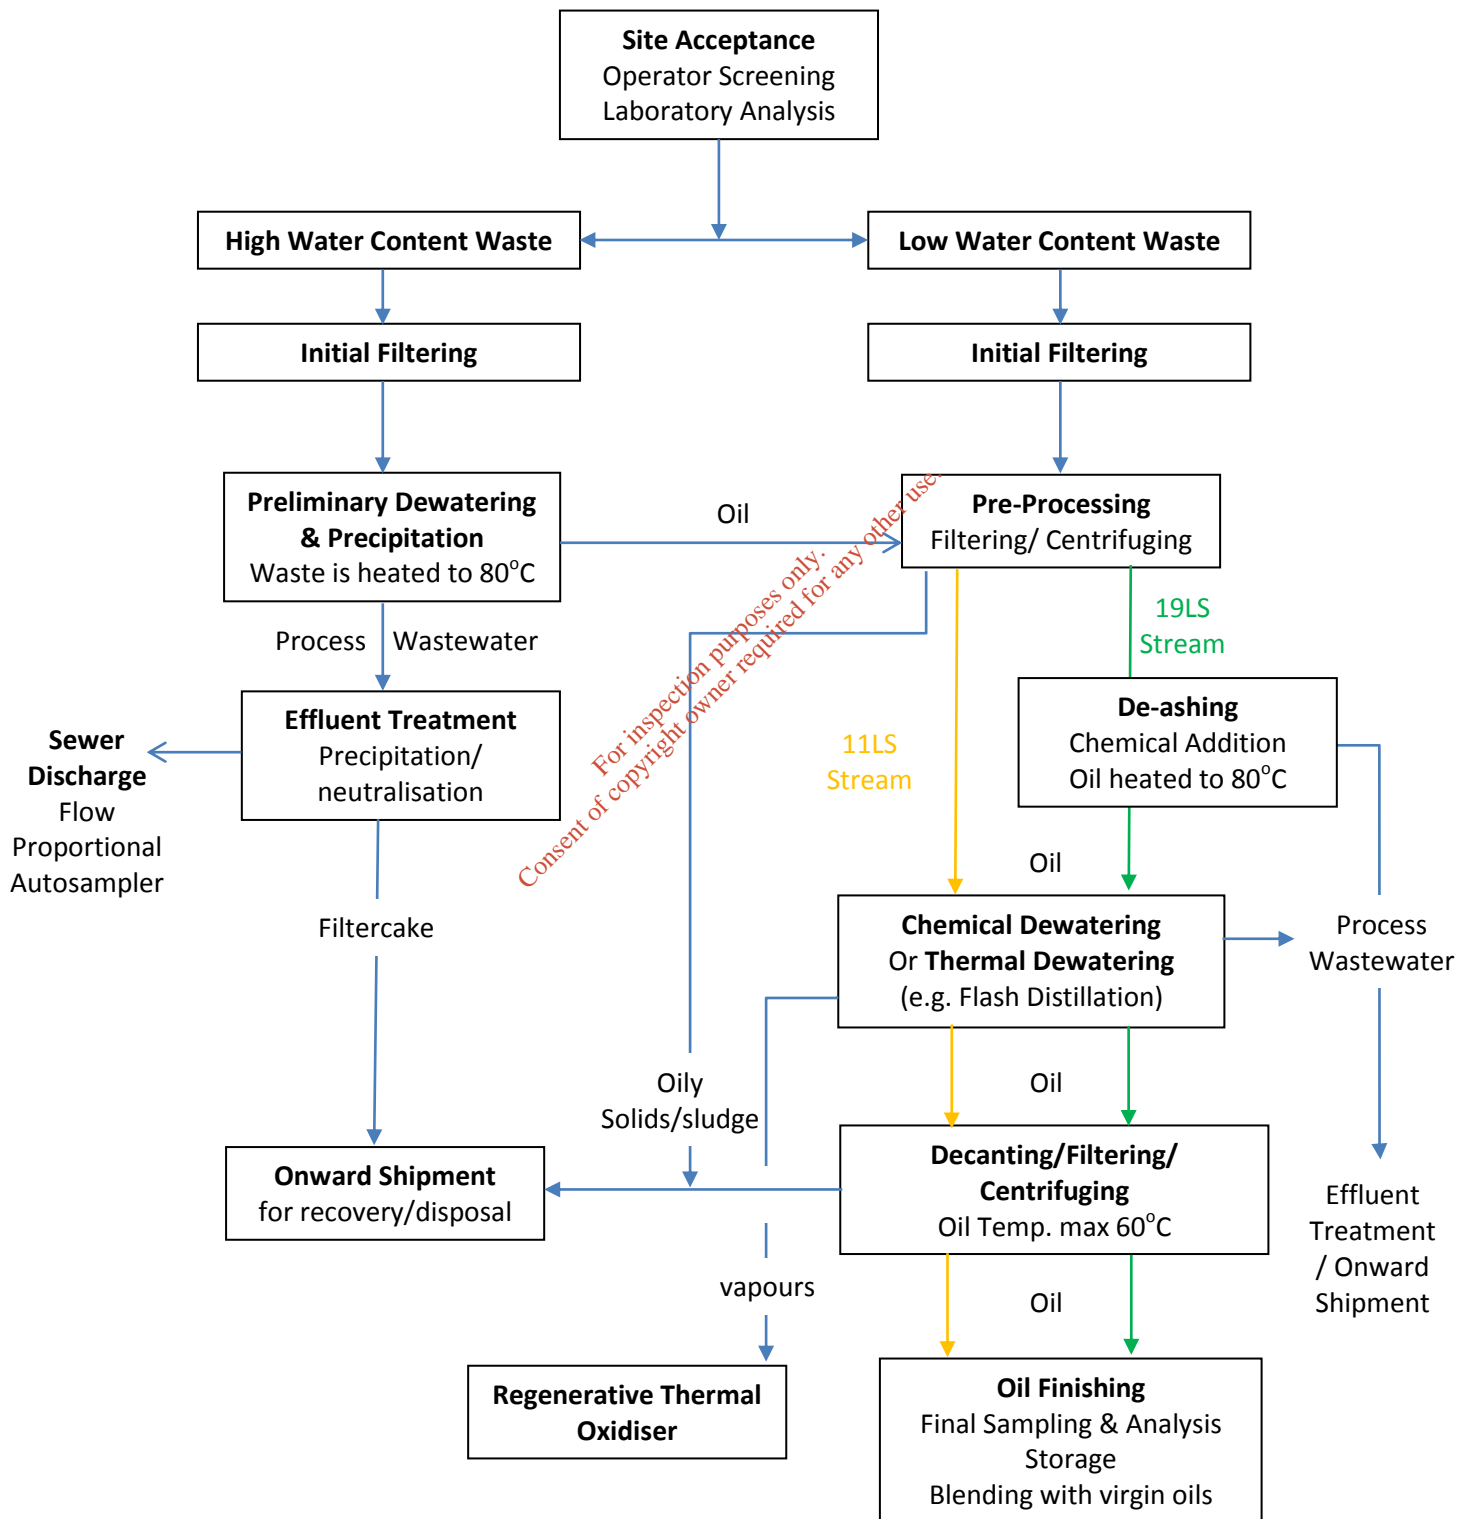 Site Acceptance
Operator Screening
Laboratory Analysis
High Water Content Waste
Low Water Content Waste
Initial Filtering
Initial Filtering
Preliminary Dewatering
& Precipitation
Waste is heated to 80°C
Oil
Pre-Processing
Filtering/ Centrifuging
For inspection purposes only.
Consent of copyright owner required for any other use.
Process Wastewater
19LS
Stream
Effluent Treatment
Precipitation/
neutralisation
Sewer
Discharge
Flow
Proportional
Autosampler
11LS
Stream
De-ashing
Chemical Addition
Oil heated to 80°C
Oil
Filtercake
Chemical Dewatering
Or Thermal Dewatering
(e.g. Flash Distillation)
Process
Wastewater
Oily
Solids/sludge
Oil
Onward Shipment
for recovery/disposal
Decanting/Filtering/
Centrifuging
Oil Temp. max 60°C
Effluent
Treatment
/ Onward
Shipment
vapours
Oil
Regenerative Thermal
Oxidiser
Oil Finishing
Final Sampling & Analysis
Storage
Blending with virgin oils